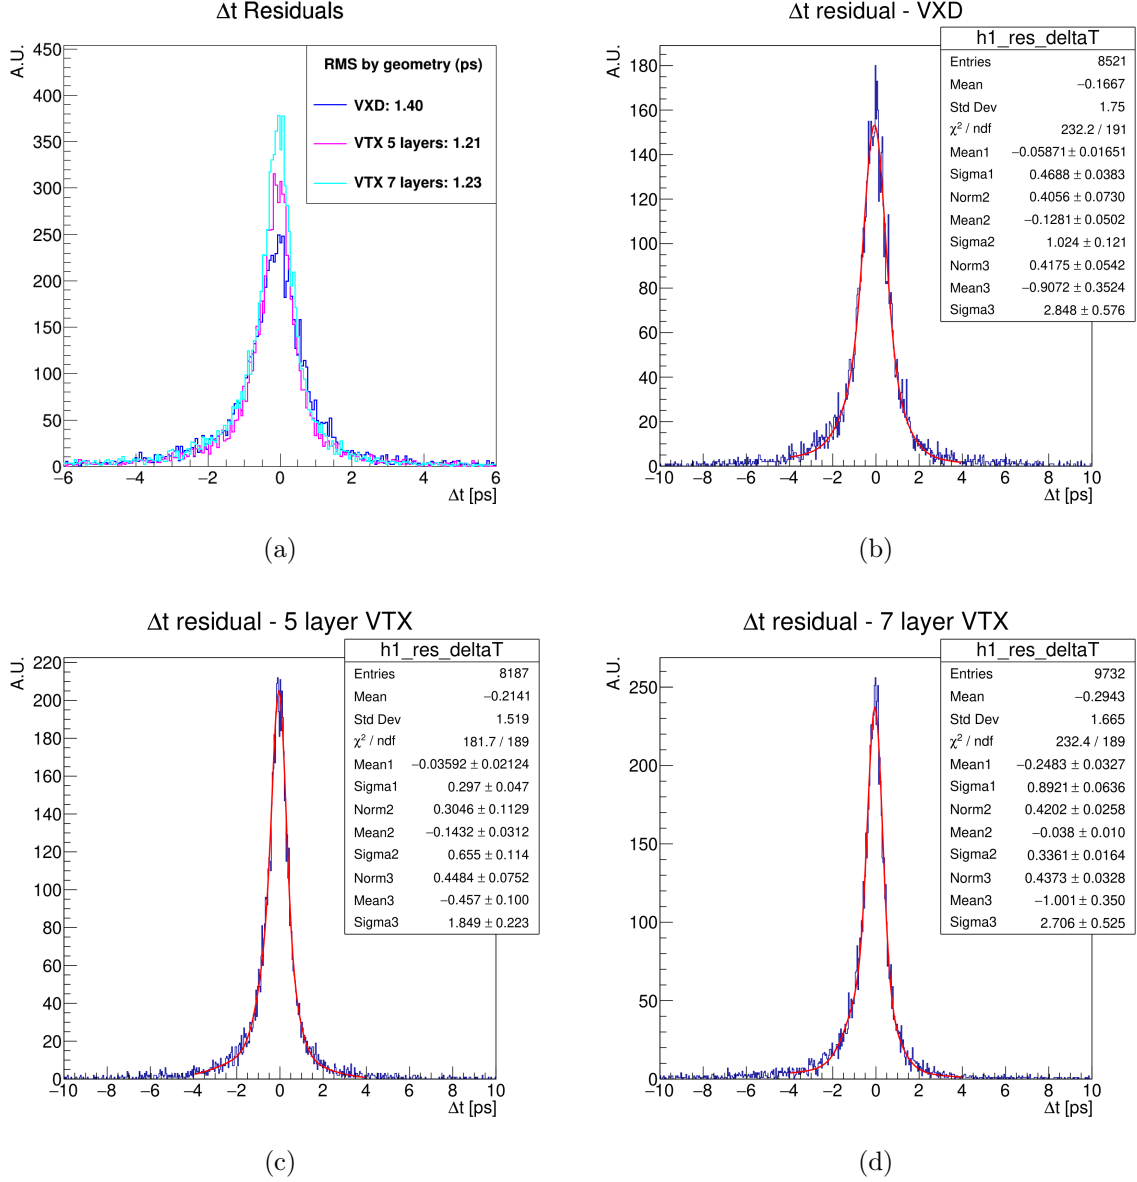 Δt Residuals
A.U.
450
400
350
300
250
200
150
100
50
0
−6 −4 −2 0 2 4 6
Δt [ps]
RMS by geometry (ps)
VXD: 1.40
VTX 5 layers: 1.21
VTX 7 layers: 1.23
(a)
Δt residual - VXD
A.U.
180
160
140
120
100
80
60
40
20
0
−10 −8 −6 −4 −2 0 2 4 6 8 10
Δt [ps]
h1_res_deltaT
Entries 8521
Mean −0.1667
Std Dev 1.75
χ² / ndf 232.2 / 191
Mean1 −0.05871 ± 0.01651
Sigma1 0.4688 ± 0.0383
Norm2 0.4056 ± 0.0730
Mean2 −0.1281 ± 0.0502
Sigma2 1.024 ± 0.121
Norm3 0.4175 ± 0.0542
Mean3 −0.9072 ± 0.3524
Sigma3 2.848 ± 0.576
(b)
Δt residual - 5 layer VTX
A.U.
220
200
180
160
140
120
100
80
60
40
20
0
−10 −8 −6 −4 −2 0 2 4 6 8 10
Δt [ps]
h1_res_deltaT
Entries 8187
Mean −0.2141
Std Dev 1.519
χ² / ndf 181.7 / 189
Mean1 −0.03592 ± 0.02124
Sigma1 0.297 ± 0.047
Norm2 0.3046 ± 0.1129
Mean2 −0.1432 ± 0.0312
Sigma2 0.655 ± 0.114
Norm3 0.4484 ± 0.0752
Mean3 −0.457 ± 0.100
Sigma3 1.849 ± 0.223
(c)
Δt residual - 7 layer VTX
A.U.
250
200
150
100
50
0
−10 −8 −6 −4 −2 0 2 4 6 8 10
Δt [ps]
h1_res_deltaT
Entries 9732
Mean −0.2943
Std Dev 1.665
χ² / ndf 232.4 / 189
Mean1 −0.2483 ± 0.0327
Sigma1 0.8921 ± 0.0636
Norm2 0.4202 ± 0.0258
Mean2 −0.038 ± 0.010
Sigma2 0.3361 ± 0.0164
Norm3 0.4373 ± 0.0328
Mean3 −1.001 ± 0.350
Sigma3 2.706 ± 0.525
(d)